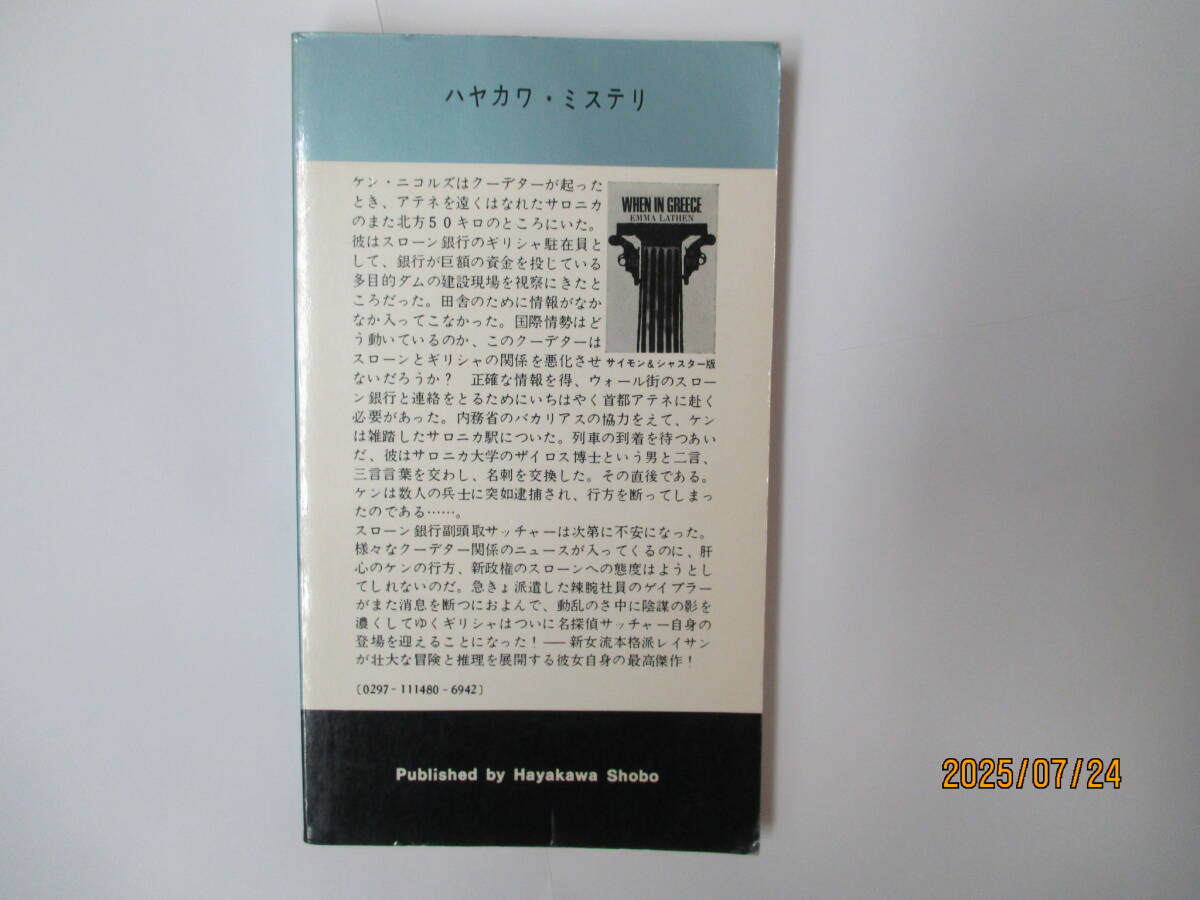 ハヤカワ・ミステリ
ケン・ニコルズはクーデターが起った
とき、アテネを遠くはなれたサロニカ
のまた北方50キロのところにいた。
彼はスローン銀行のギリシャ駐在員と
して、銀行が巨額の資金を投じている
多目的ダムの建設現場を視察にきたと
ころだった。田舎のために情報がなか
なか入ってこなかった。国際情勢はど
う動いているのか、このクーデターは
スローンとギリシャの関係を悪化させ
ないだろうか? 正確な情報を得、ウォール街のスロー
ン銀行と連絡をとるためにいちはやく首都アテネに赴く
必要があった。内務省のバカリアスの協力をえて、ケン
は雑踏したサロニカ駅についた。列車の到着を待つあい
だ、彼はサロニカ大学のザイロス博士という男と二言、
三言言葉を交わし、名刺を交換した。その直後である。
ケンは数人の兵士に突如逮捕され、行方を断ってしまっ
たのである……。
スローン銀行副頭取サッチャーは次第に不安になった。
様々なクーデター関係のニュースが入ってくるのに、肝
心のケンの行方、新政権のスローンへの態度はようとし
てしれないのだ。急きょ派遣した辣腕社員のゲイブラー
がまた消息を断つにおよんで、動乱のさ中に陰謀の影を
濃くしてゆくギリシャはついに名探偵サッチャー自身の
登場を迎えることになった!——新女流本格派レイサン
が壮大な冒険と推理を展開する彼女自身の最高傑作!
WHEN IN GREECE
EMMA LATHEN
サイモン&シャスター版
〔0297-111480-6942〕
Published by Hayakawa Shobo
2025/07/24